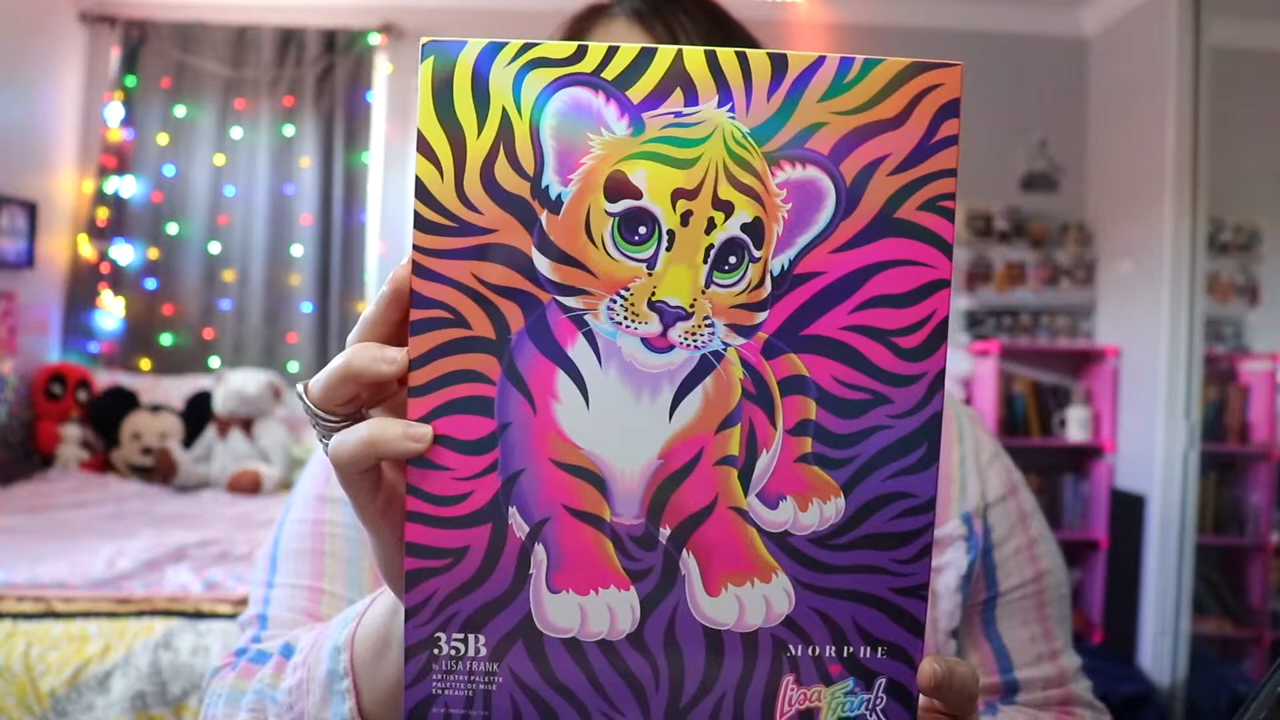 35B
by LISA FRANK
ARTISTRY PALETTE
PALETTE DE MISE
EN BEAUTÉ
MORPHE
Lisa Frank